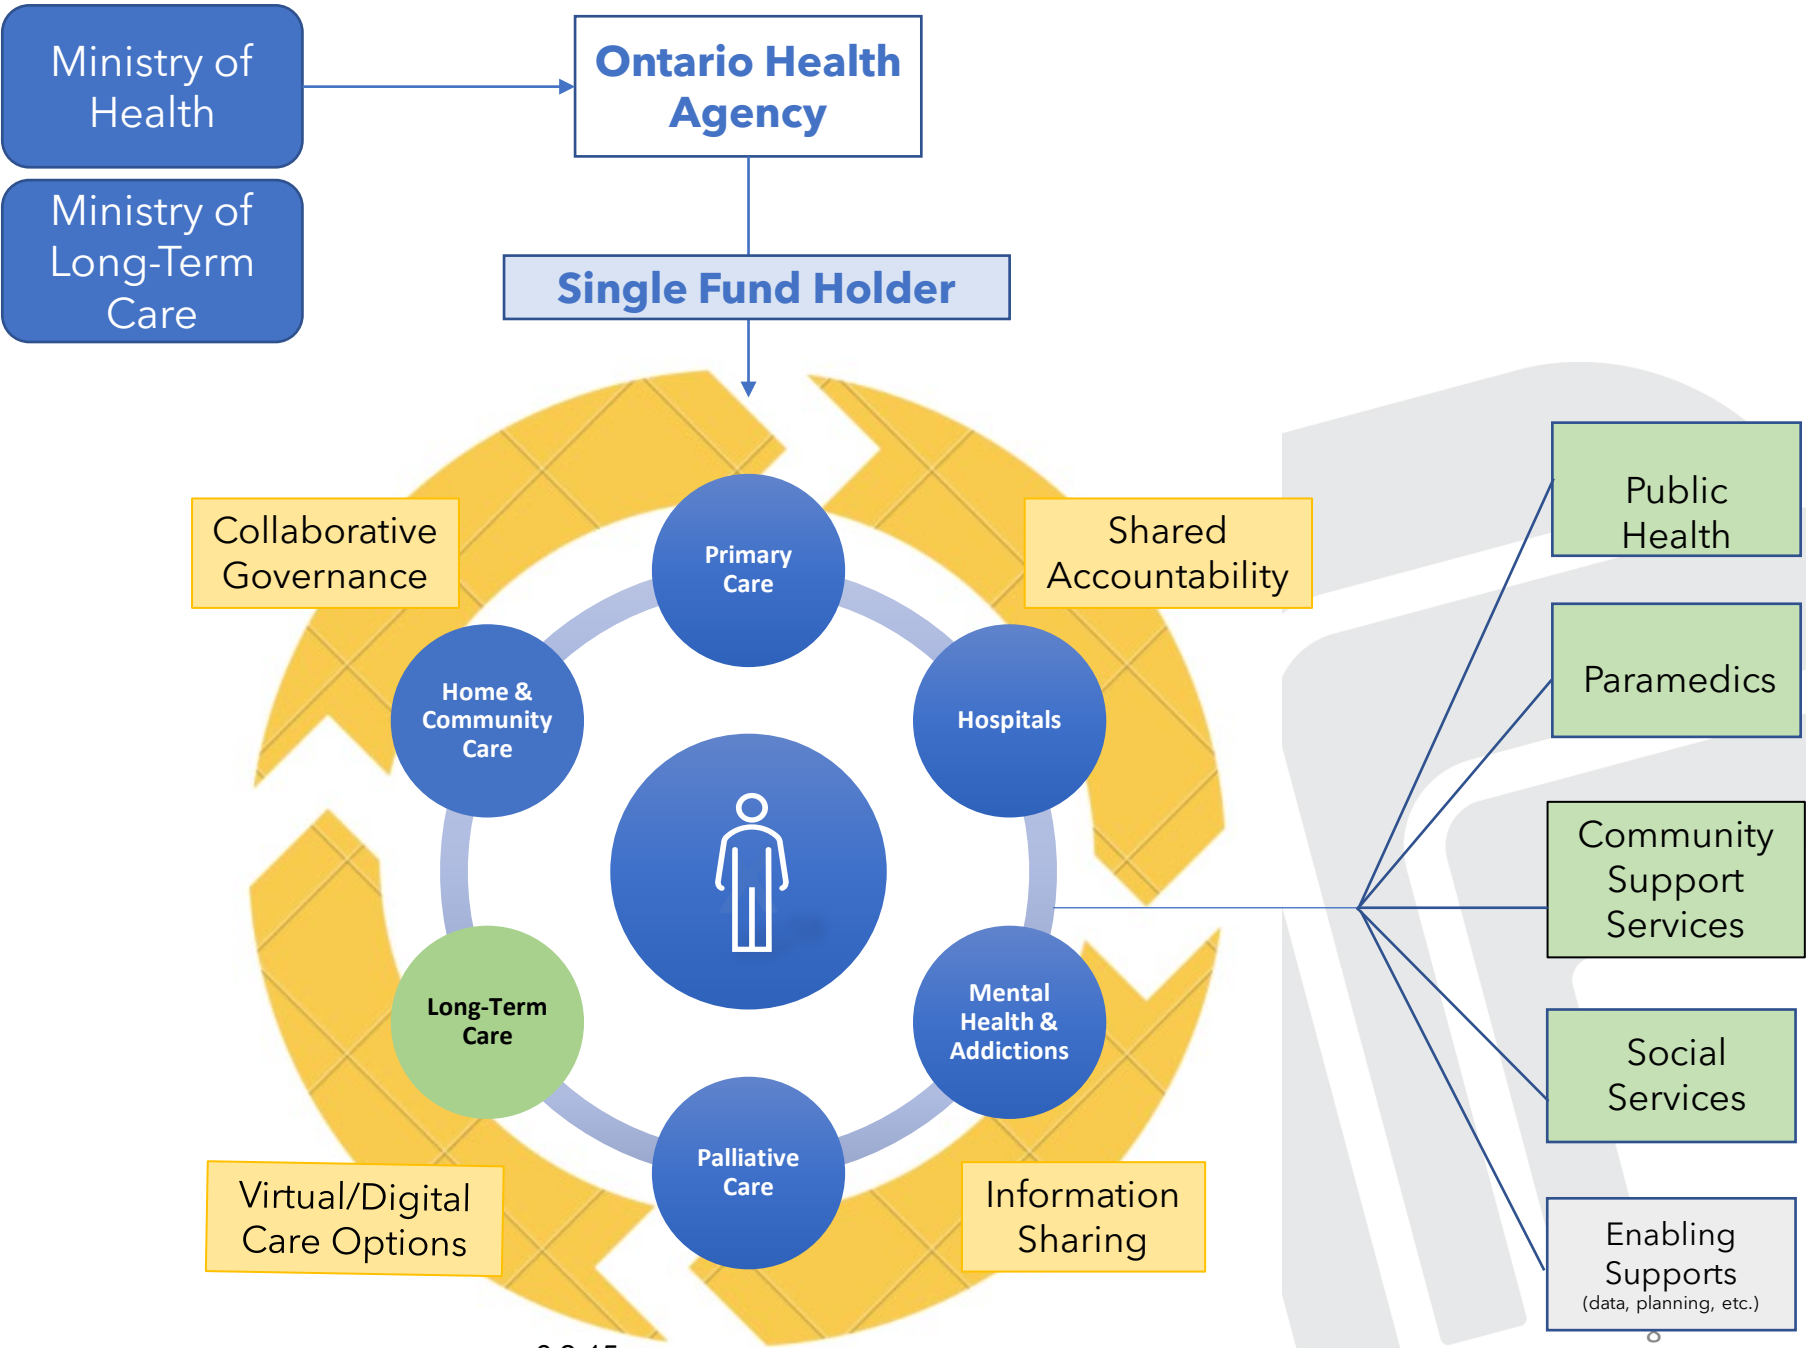 Ministry of
Health
Ontario Health
Agency
Ministry of
Long-Term
Care
Single Fund Holder
Collaborative
Governance
Shared
Accountability
Primary
Care
Home &
Community
Care
Hospitals
Long-Term
Care
Mental
Health &
Addictions
Palliative
Care
Virtual/Digital
Care Options
Information
Sharing
Public
Health
Paramedics
Community
Support
Services
Social
Services
Enabling
Supports
(data, planning, etc.)
8